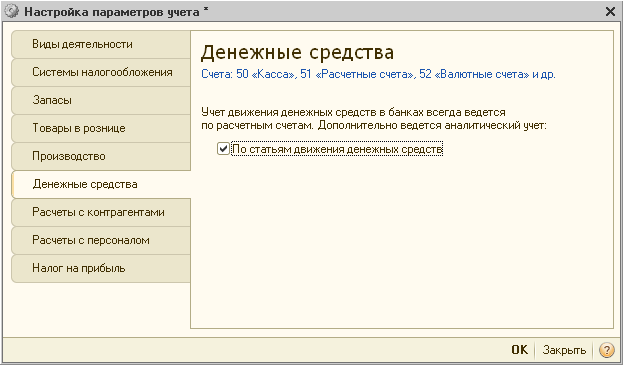 Настройка параметров учета *
Виды деятельности
Системы налогообложения
Запасы
Товары в рознице
Производство
Денежные средства
Расчеты с контрагентами
Расчеты с персоналом
Налог на прибыль
Денежные средства
Счета: 50 «Касса», 51 «Расчетные счета», 52 «Валютные счета» и др.
Учет движения денежных средств в банках всегда ведется
по расчетным счетам. Дополнительно ведется аналитический учет:
По статьям движения денежных средств
OK
Закрыть
?